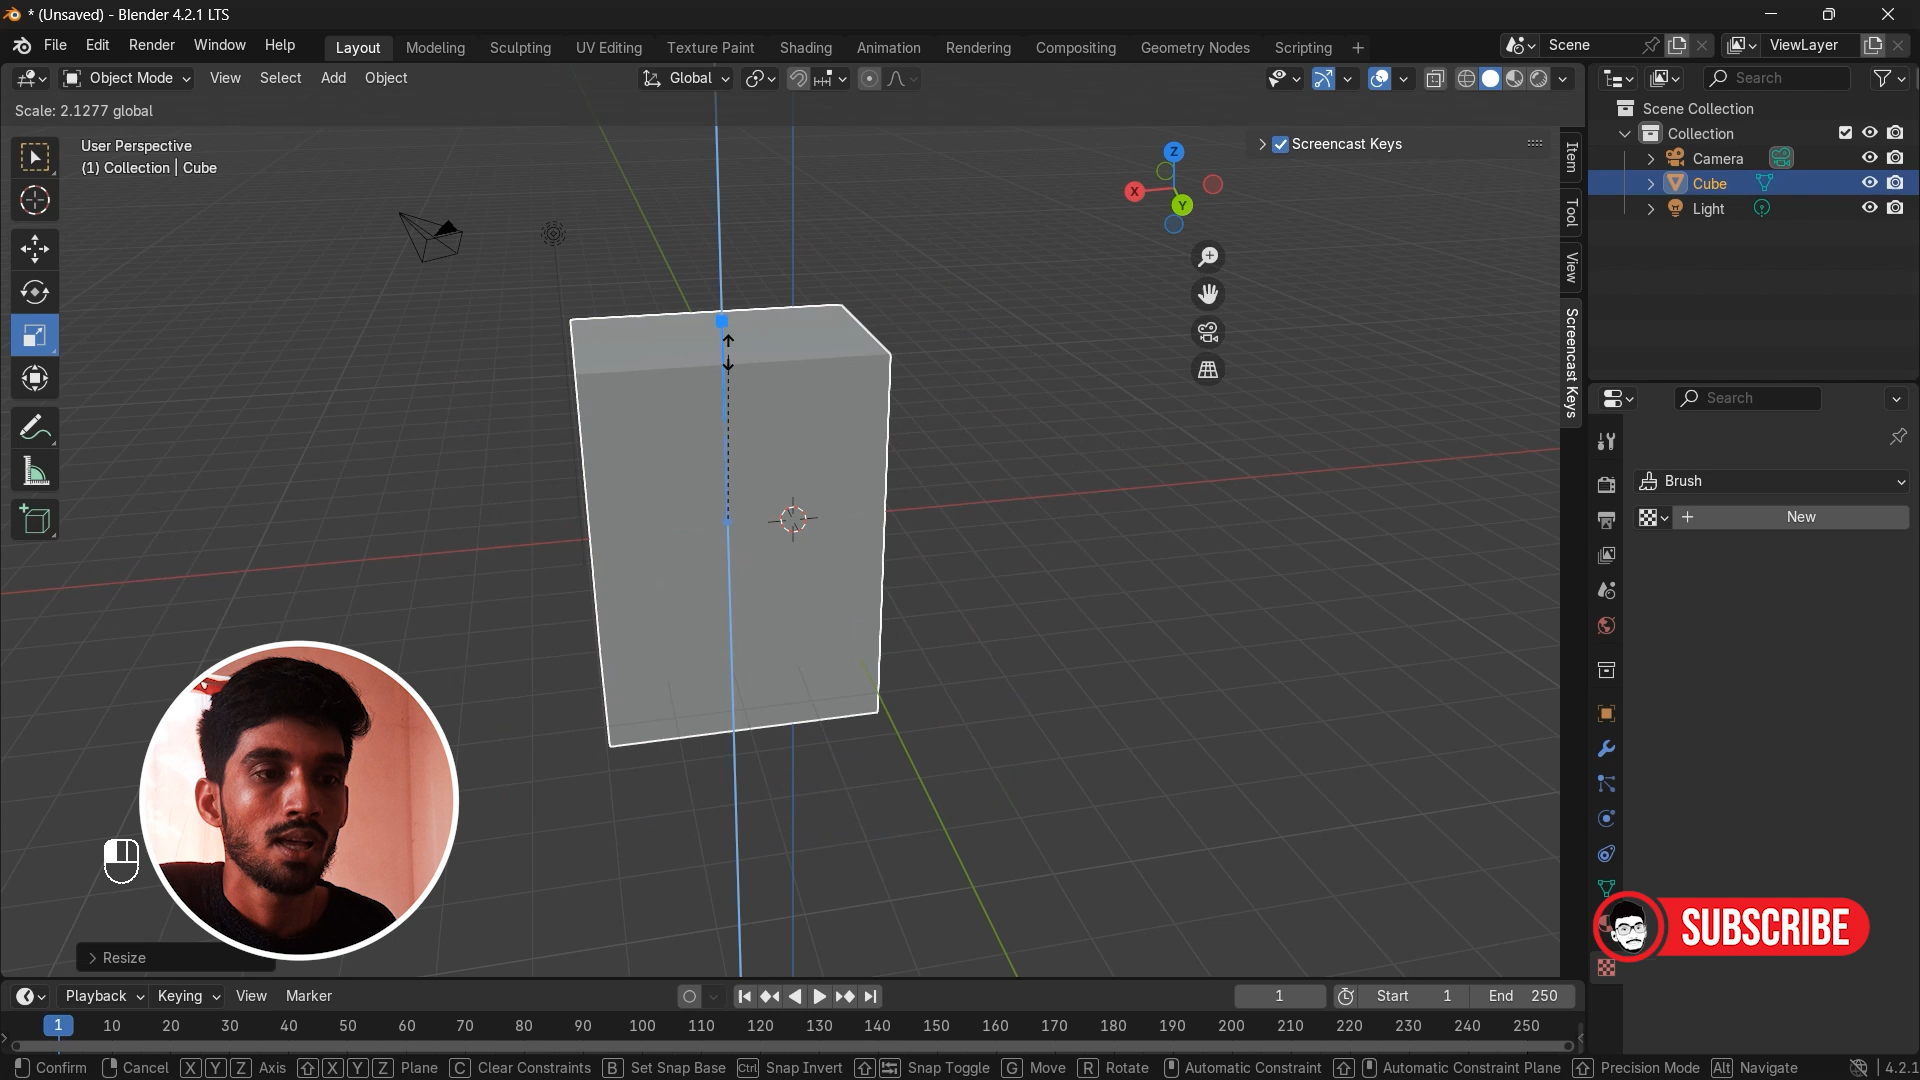 * (Unsaved) - Blender 4.2.1 LTS
File Edit Render Window Help Layout Modeling Sculpting UV Editing Texture Paint Shading Animation Rendering Compositing Geometry Nodes Scripting + Scene ViewLayer
Object Mode View Select Add Object Global Search
Scale: 2.1277 global
Scene Collection
User Perspective
(1) Collection | Cube
Screencast Keys
Collection
Camera
Cube
Light
Z
X
Y
Item
Tool
View
Screencast Keys
Search
Brush
+ New
SUBSCRIBE
Resize
Playback Keying View Marker 1 Start 1 End 250
1 10 20 30 40 50 60 70 80 90 100 110 120 130 140 150 160 170 180 190 200 210 220 230 240 250
Confirm Cancel X Y Z Axis X Y Z Plane C Clear Constraints B Set Snap Base Ctrl Snap Invert Snap Toggle G Move R Rotate Automatic Constraint Automatic Constraint Plane Precision Mode Alt Navigate 4.2.1